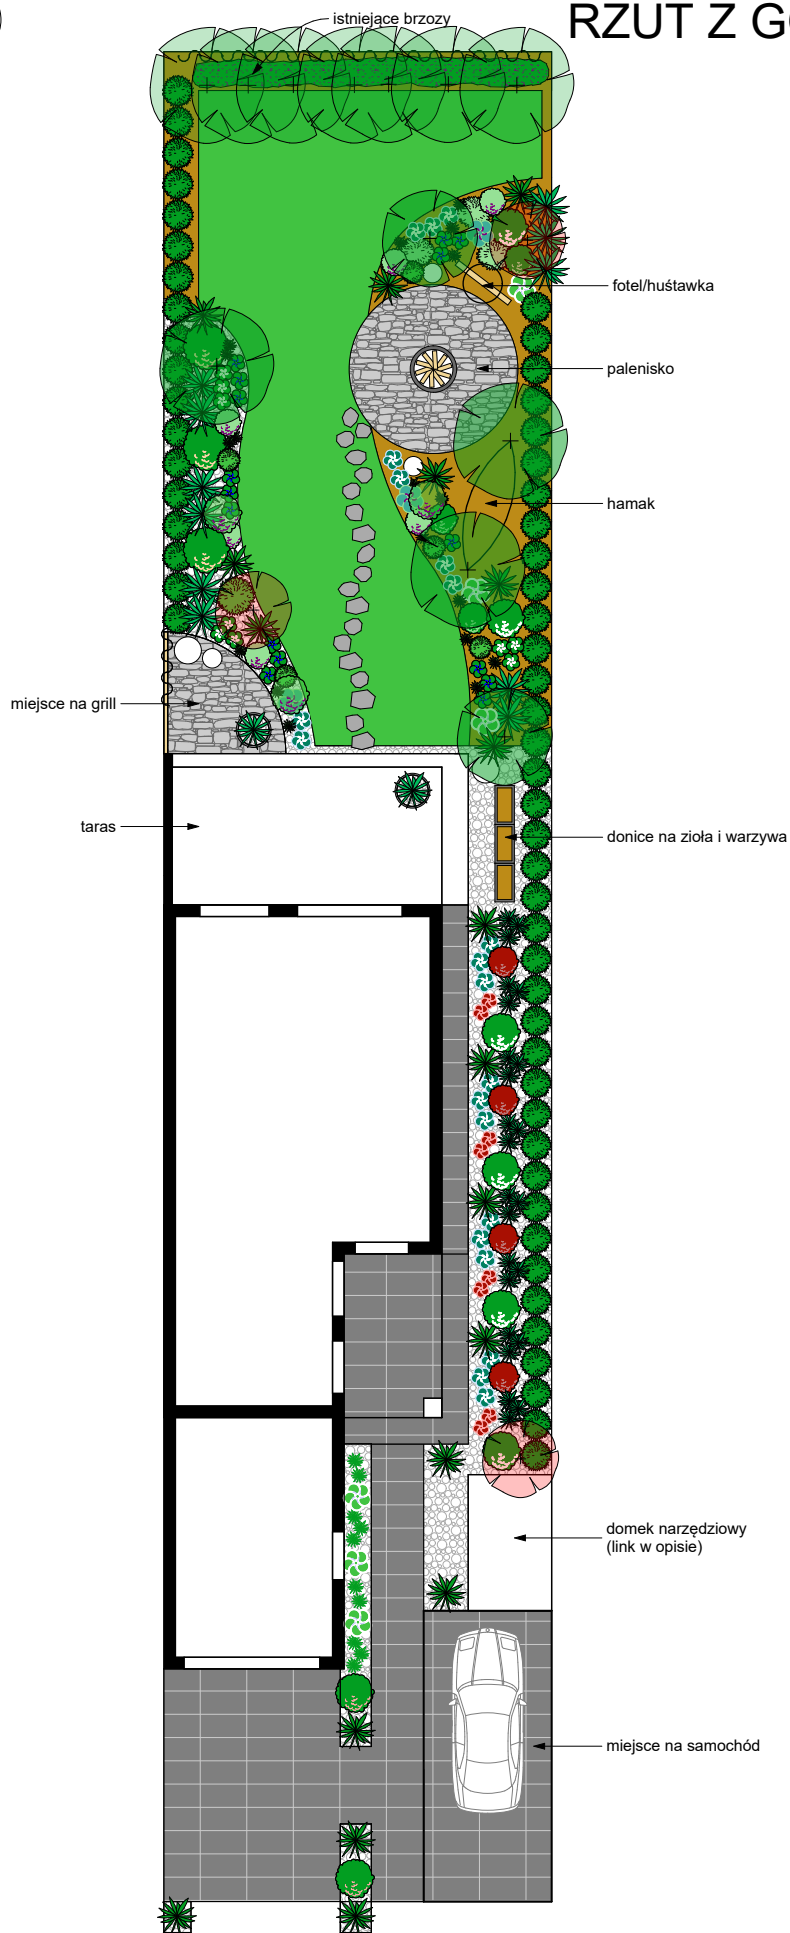 RZUT Z G
istniejące brzozy
fotel/huśtawka
palenisko
hamak
miejsce na grill
taras
donice na zioła i warzywa
domek narzędziowy
(link w opisie)
miejsce na samochód